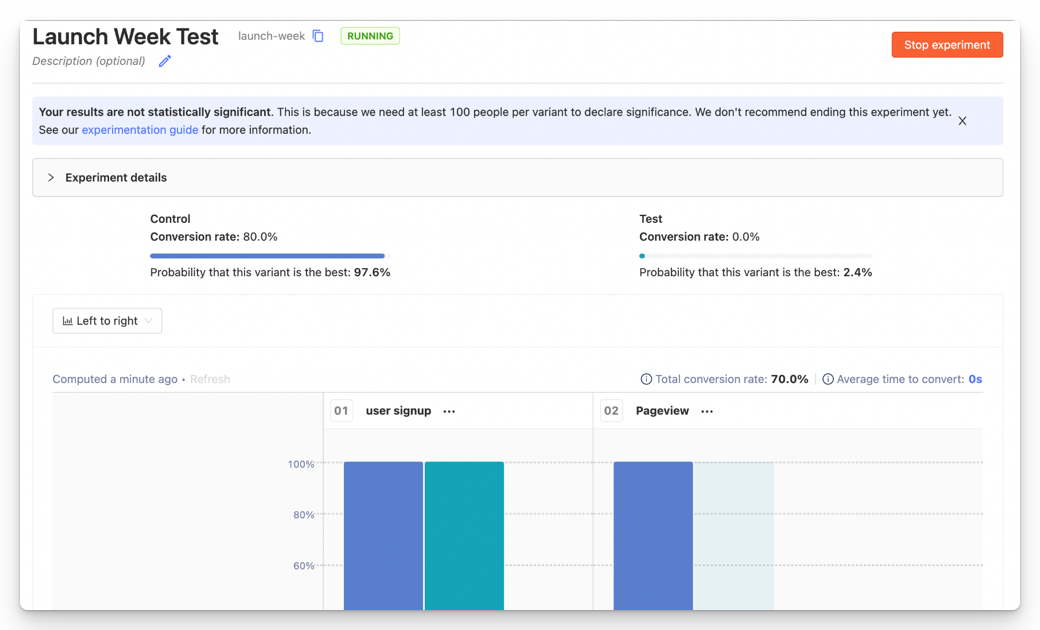 Launch Week Test launch-week RUNNING
Stop experiment
Description (optional)
Your results are not statistically significant. This is because we need at least 100 people per variant to declare significance. We don't recommend ending this experiment yet.
See our experimentation guide for more information.
Experiment details
Control
Conversion rate: 80.0%
Probability that this variant is the best: 97.6%
Test
Conversion rate: 0.0%
Probability that this variant is the best: 2.4%
Left to right
Computed a minute ago • Refresh
Total conversion rate: 70.0% Average time to convert: 0s
01 user signup ...
02 Pageview ...
100%
80%
60%